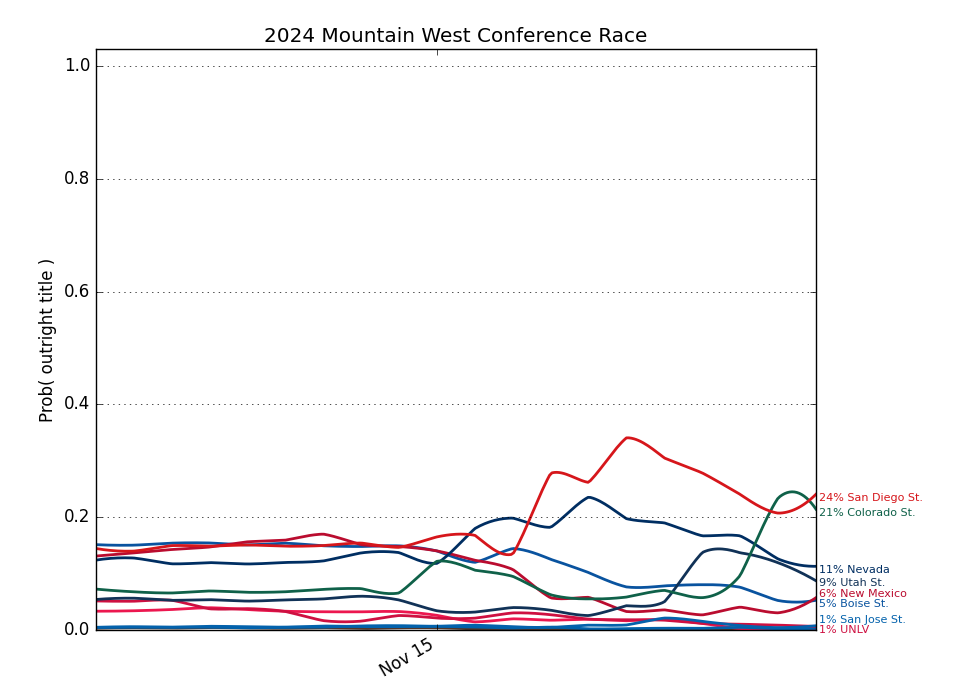 2024 Mountain West Conference Race
Prob( outright title )
1.0
0.8
0.6
0.4
0.2
0.0
Nov 15
24% San Diego St.
21% Colorado St.
11% Nevada
9% Utah St.
6% New Mexico
5% Boise St.
1% San Jose St.
1% UNLV